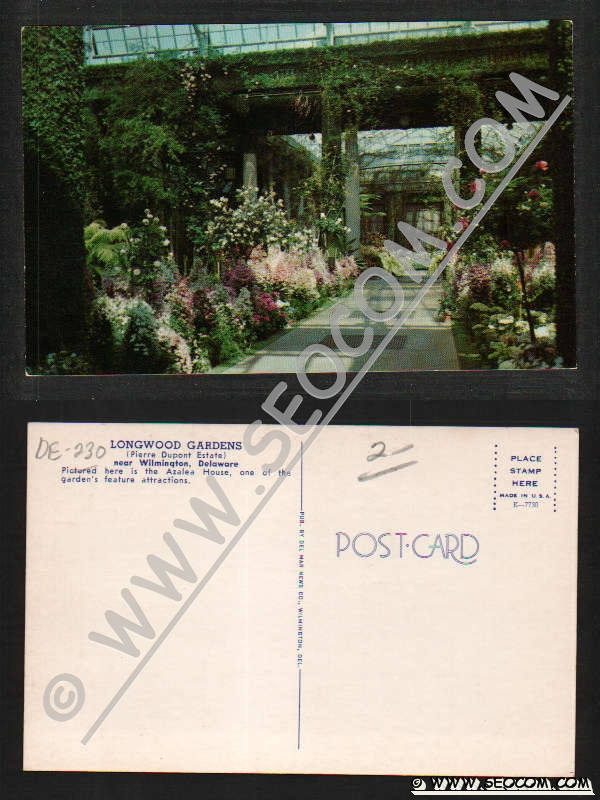 © WWW.SEOCOM.COM
DE-230
LONGWOOD GARDENS
(Pierre Dupont Estate)
near Wilmington, Delaware
Pictured here is the Azalea House, one of the
garden's feature attractions.
2-
PLACE
STAMP
HERE
MADE IN U.S.A.
K-7730
PUB. BY DEL MAR NEWS CO., WILMINGTON, DEL.
POST·CARD
© WWW.SEOCOM.COM